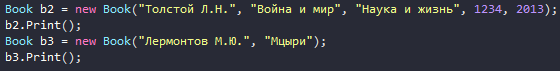 Book b2 = new Book("Толстой Л.Н.", "Война и мир", "Наука и жизнь", 1234, 2013);
b2.Print();
Book b3 = new Book("Лермонтов М.Ю.", "Мцыри");
b3.Print();